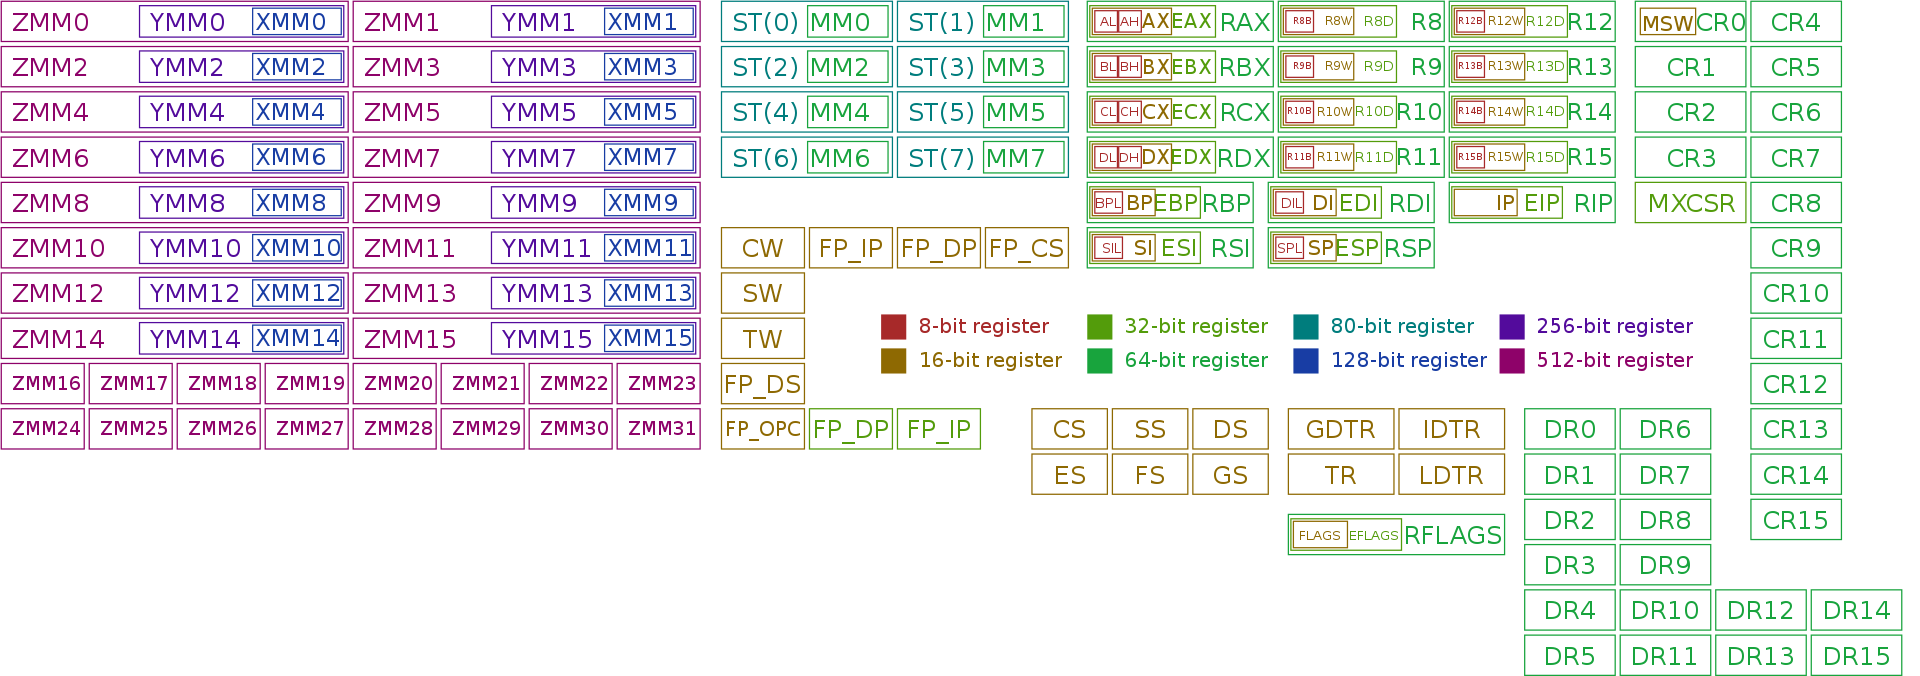 ZMM0 YMM0 XMM0 ZMM1 YMM1 XMM1 ST(0) MM0 ST(1) MM1 AL AH AX EAX RAX R8B R8W R8D R8 R12B R12W R12D R12 MSW CR0 CR4
ZMM2 YMM2 XMM2 ZMM3 YMM3 XMM3 ST(2) MM2 ST(3) MM3 BL BH BX EBX RBX R9B R9W R9D R9 R13B R13W R13D R13 CR1 CR5
ZMM4 YMM4 XMM4 ZMM5 YMM5 XMM5 ST(4) MM4 ST(5) MM5 CL CH CX ECX RCX R10B R10W R10D R10 R14B R14W R14D R14 CR2 CR6
ZMM6 YMM6 XMM6 ZMM7 YMM7 XMM7 ST(6) MM6 ST(7) MM7 DL DH DX EDX RDX R11B R11W R11D R11 R15B R15W R15D R15 CR3 CR7
ZMM8 YMM8 XMM8 ZMM9 YMM9 XMM9 BPL BP EBP RBP DIL DI EDI RDI IP EIP RIP MXCSR CR8
ZMM10 YMM10 XMM10 ZMM11 YMM11 XMM11 CW FP_IP FP_DP FP_CS SIL SI ESI RSI SPL SP ESP RSP CR9
ZMM12 YMM12 XMM12 ZMM13 YMM13 XMM13 SW CR10
ZMM14 YMM14 XMM14 ZMM15 YMM15 XMM15 TW 8-bit register 32-bit register 80-bit register 256-bit register CR11
16-bit register 64-bit register 128-bit register 512-bit register
ZMM16 ZMM17 ZMM18 ZMM19 ZMM20 ZMM21 ZMM22 ZMM23 FP_DS CR12
ZMM24 ZMM25 ZMM26 ZMM27 ZMM28 ZMM29 ZMM30 ZMM31 FP_OPC FP_DP FP_IP CS SS DS GDTR IDTR DR0 DR6 CR13
ES FS GS TR LDTR DR1 DR7 CR14
DR2 DR8 CR15
FLAGS EFLAGS RFLAGS
DR3 DR9
DR4 DR10 DR12 DR14
DR5 DR11 DR13 DR15